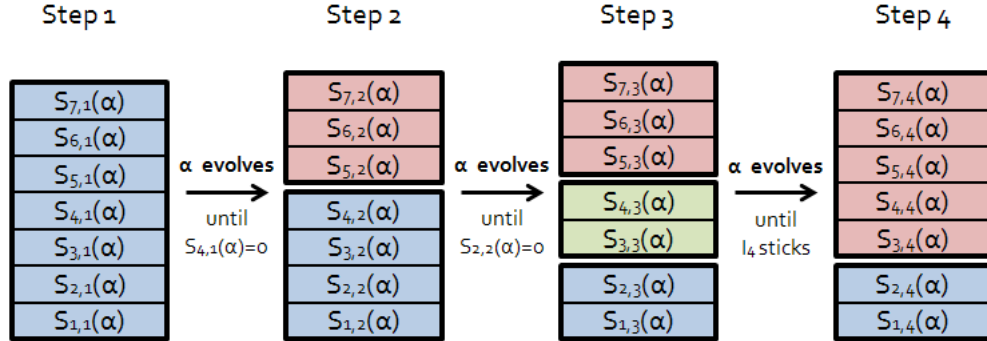 Step 1
Step 2
Step 3
Step 4
S7,1(α)
S6,1(α)
S5,1(α)
S4,1(α)
S3,1(α)
S2,1(α)
S1,1(α)
α evolves
until
S4,1(α)=0
S7,2(α)
S6,2(α)
S5,2(α)
S4,2(α)
S3,2(α)
S2,2(α)
S1,2(α)
α evolves
until
S2,2(α)=0
S7,3(α)
S6,3(α)
S5,3(α)
S4,3(α)
S3,3(α)
S2,3(α)
S1,3(α)
α evolves
until
l4 sticks
S7,4(α)
S6,4(α)
S5,4(α)
S4,4(α)
S3,4(α)
S2,4(α)
S1,4(α)